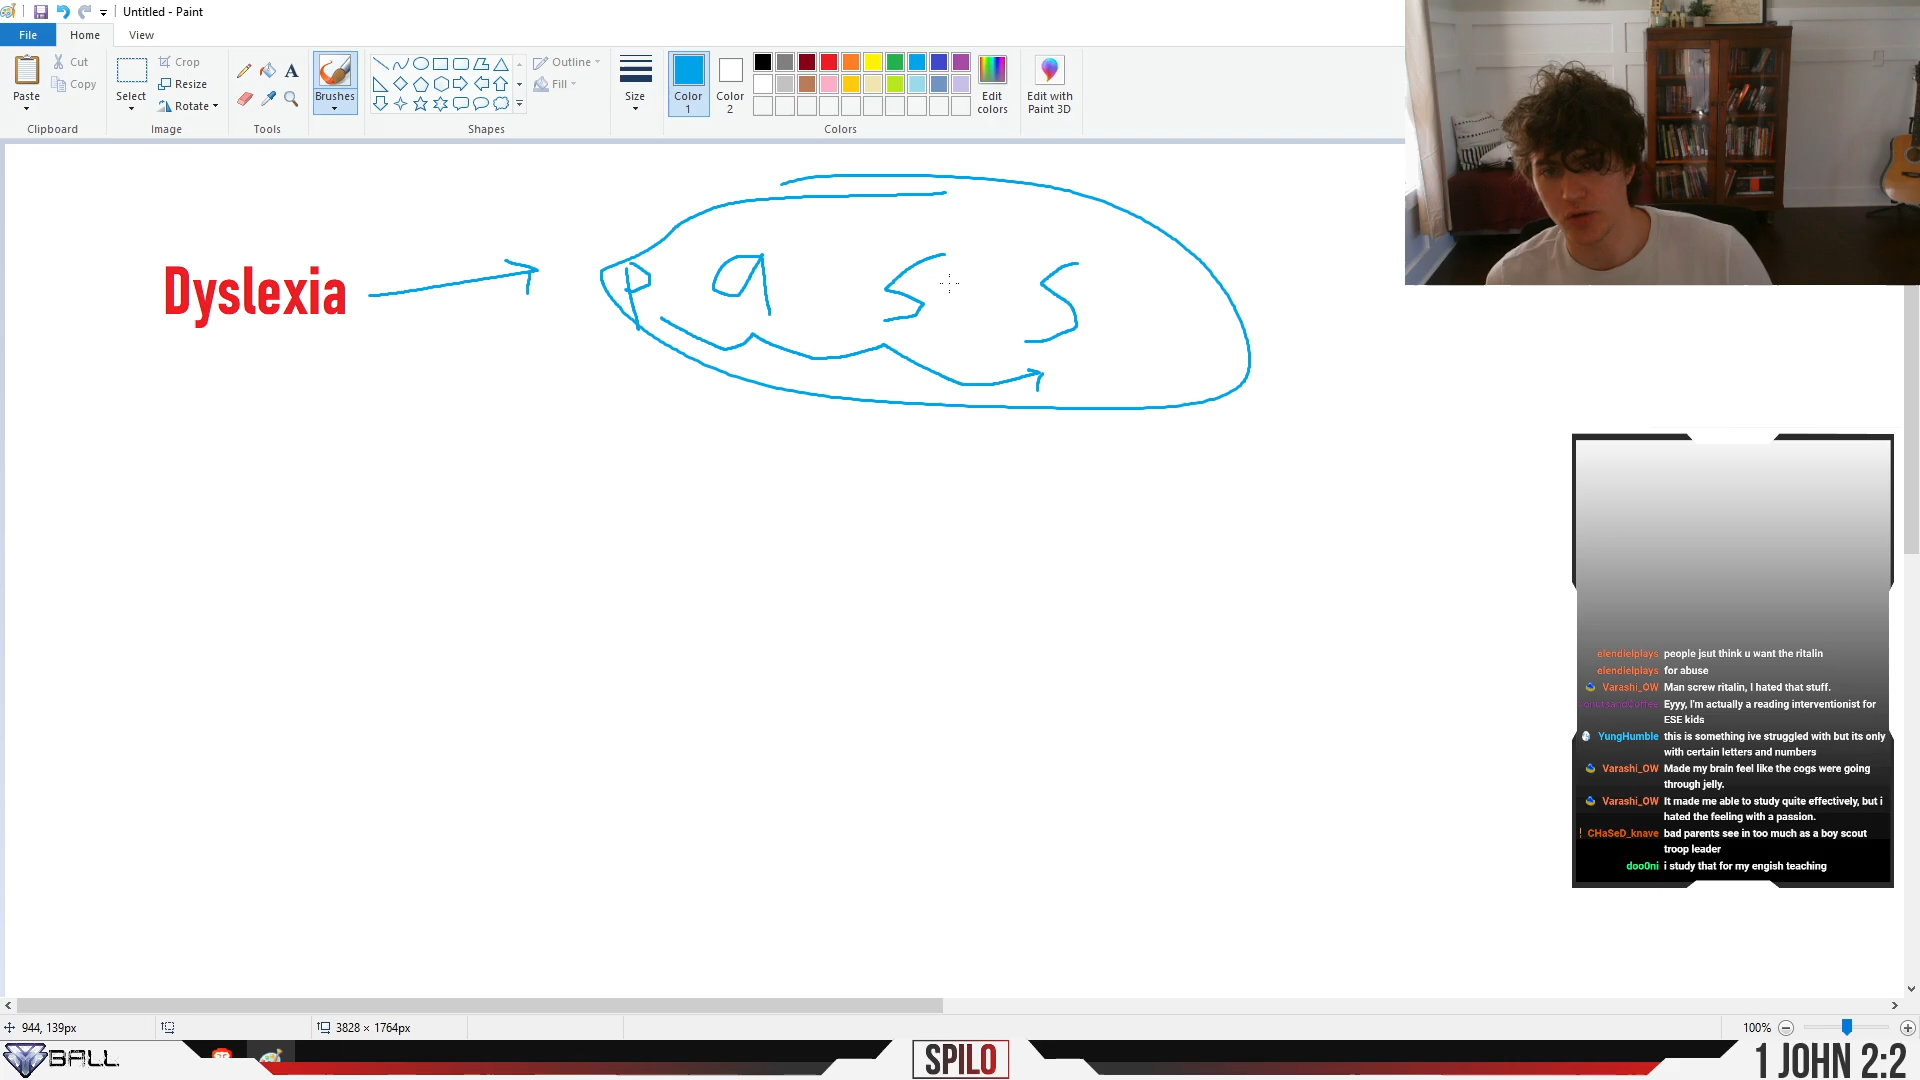 Untitled - Paint
File
Home
View
Paste
Cut
Copy
Clipboard
Select
Crop
Resize
Rotate
Image
A
Tools
Brushes
Outline
Fill
Shapes
Size
Color 1
Color 2
Edit colors
Colors
Edit with Paint 3D
Dyslexia
p a s s
elendielplays people jsut think u want the ritalin
elendielplays for abuse
Varashi_OW Man screw ritalin, I hated that stuff.
Eyyy, I'm actually a reading interventionist for
ESE kids
YungHumble this is something ive struggled with but its only
with certain letters and numbers
Varashi_OW Made my brain feel like the cogs were going
through jelly.
Varashi_OW It made me able to study quite effectively, but i
hated the feeling with a passion.
CHaSeD_knave bad parents see in too much as a boy scout
troop leader
doo0ni i study that for my engish teaching
944, 139px
3828 × 1764px
100%
BALL
SPILO
1 JOHN 2:2